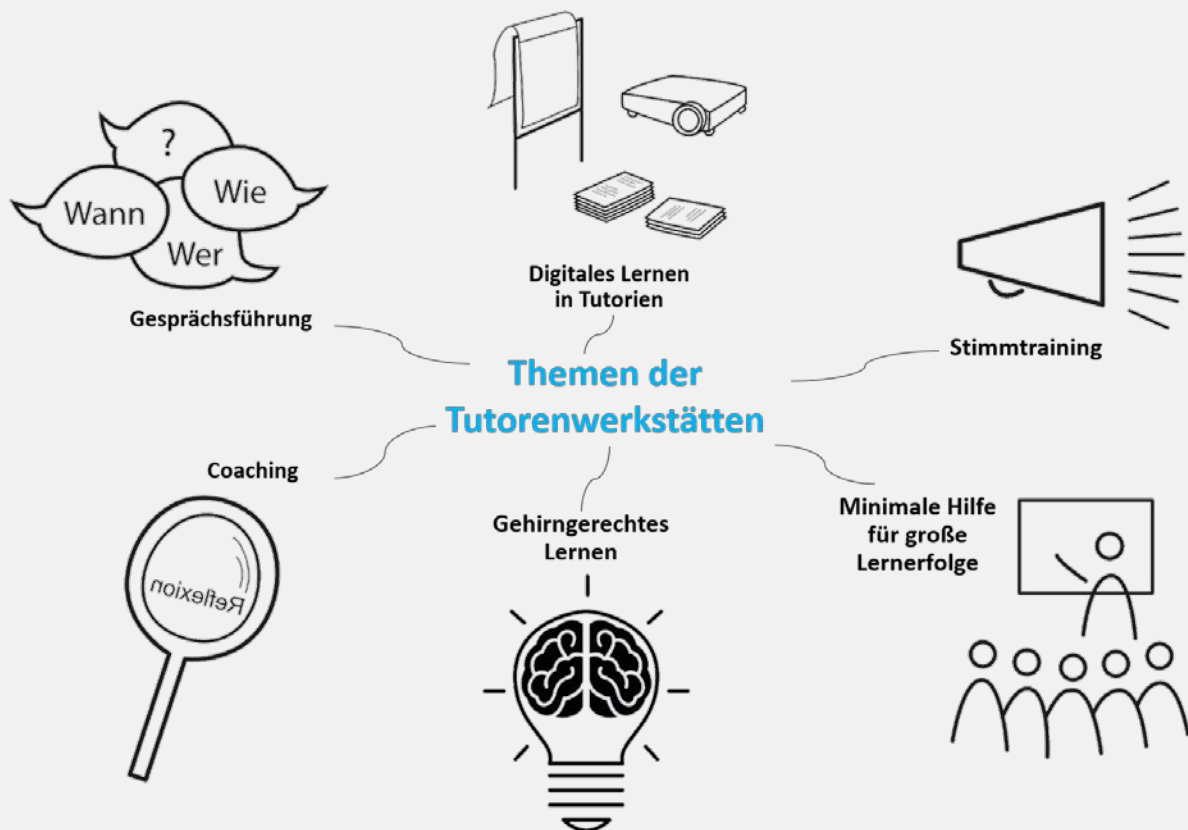 ?
Wann
Wie
Wer
Gesprächsführung
Digitales Lernen
in Tutorien
Stimmtraining
Themen der
Tutorenwerkstätten
Coaching
Reflexion
Gehirngerechtes
Lernen
Minimale Hilfe
für große
Lernerfolge